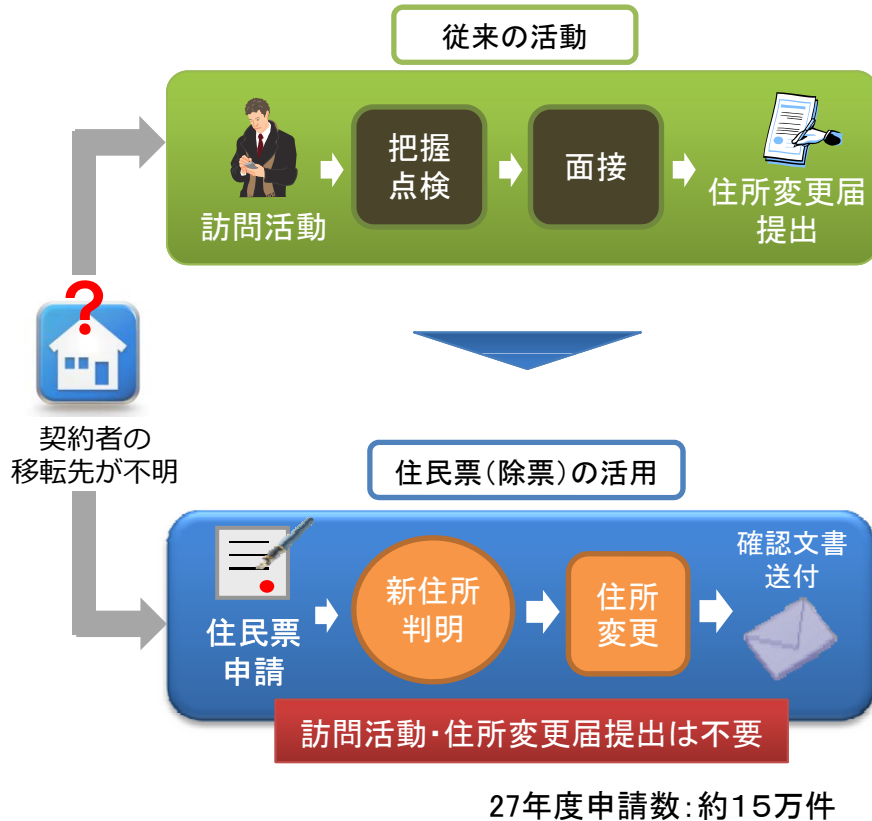 従来の活動
訪問活動
把握
点検
面接
住所変更届
提出
?
契約者の
移転先が不明
住民票(除票)の活用
住民票
申請
新住所
判明
住所
変更
確認文書
送付
訪問活動・住所変更届提出は不要
27年度申請数:約15万件